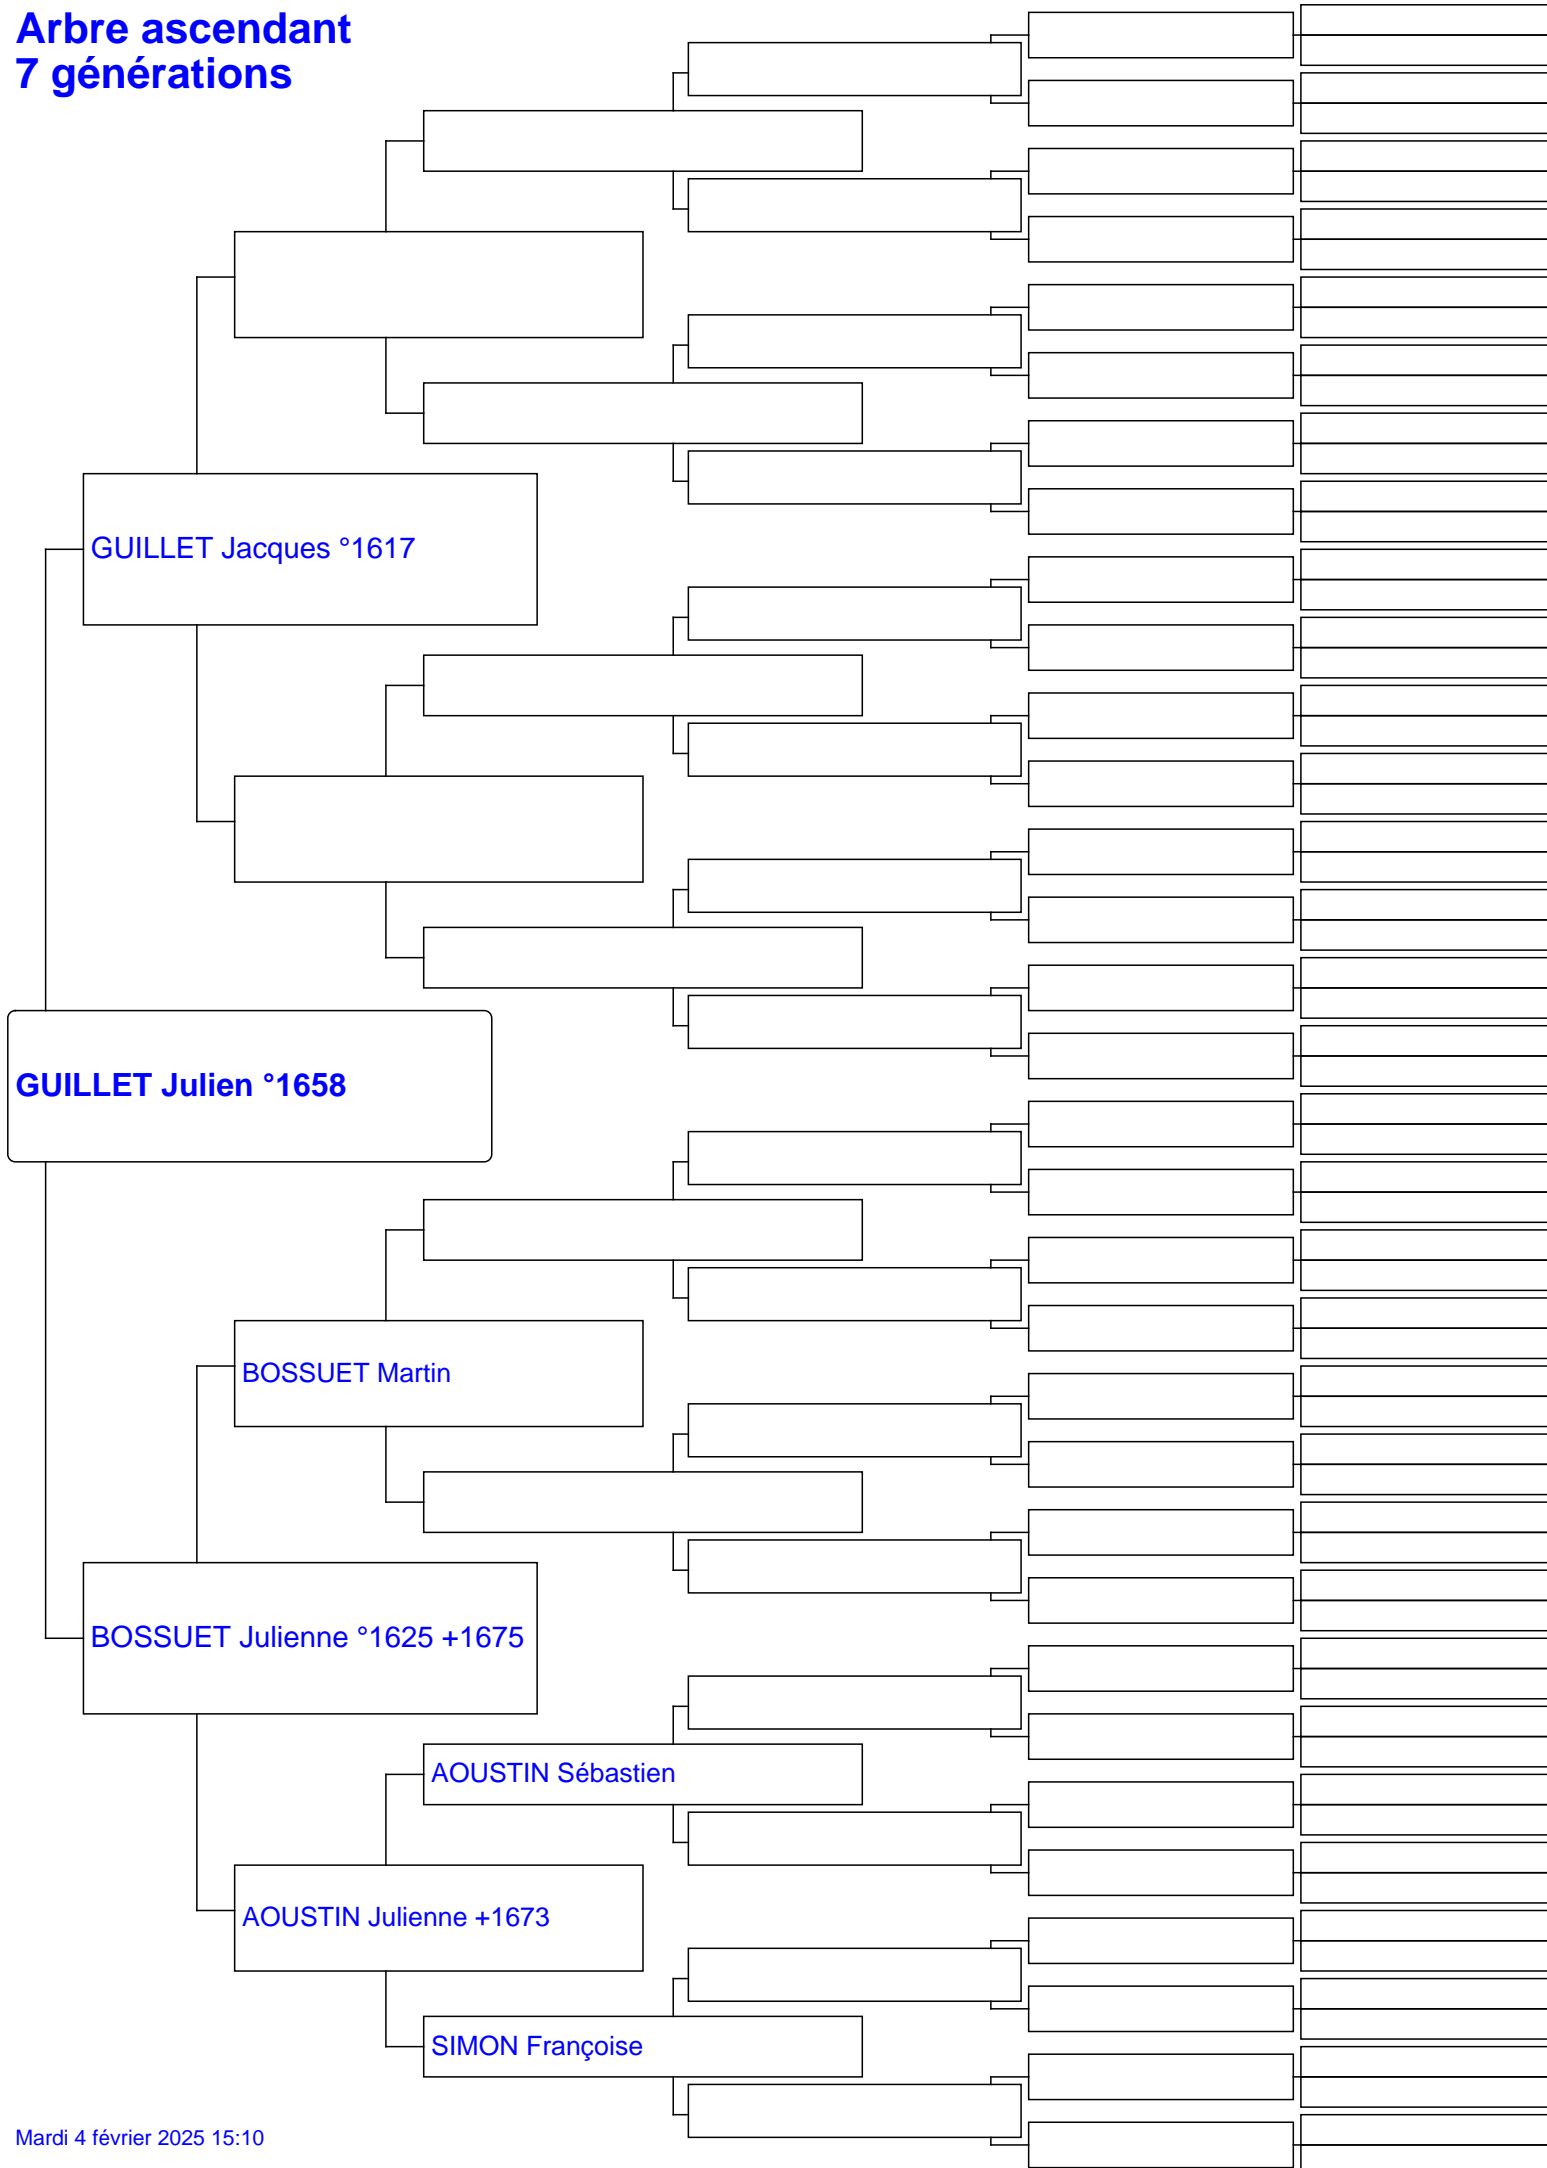 Arbre ascendant
7 générations
GUILLET Jacques °1617
GUILLET Julien °1658
BOSSUET Martin
BOSSUET Julienne °1625 +1675
AOUSTIN Sébastien
AOUSTIN Julienne +1673
SIMON Françoise
Mardi 4 février 2025 15:10